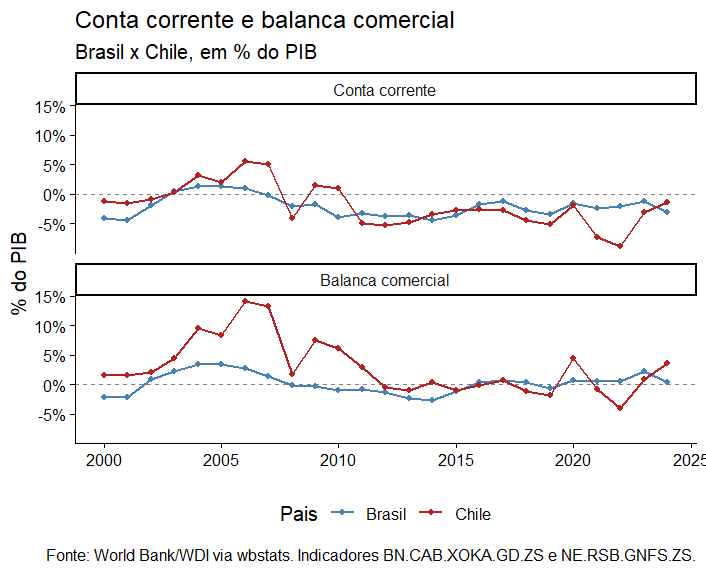 Conta corrente e balanca comercial
Brasil x Chile, em % do PIB
Conta corrente
15%
10%
5%
0%
-5%
% do PIB
Balanca comercial
15%
10%
5%
0%
-5%
2000 2005 2010 2015 2020 2025
Pais Brasil Chile
Fonte: World Bank/WDI via wbstats. Indicadores BN.CAB.XOKA.GD.ZS e NE.RSB.GNFS.ZS.